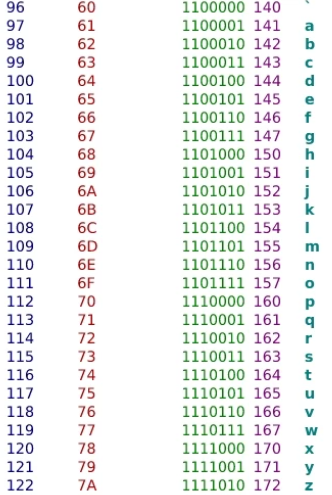 96 60 1100000 140 `
97 61 1100001 141 a
98 62 1100010 142 b
99 63 1100011 143 c
100 64 1100100 144 d
101 65 1100101 145 e
102 66 1100110 146 f
103 67 1100111 147 g
104 68 1101000 150 h
105 69 1101001 151 i
106 6A 1101010 152 j
107 6B 1101011 153 k
108 6C 1101100 154 l
109 6D 1101101 155 m
110 6E 1101110 156 n
111 6F 1101111 157 o
112 70 1110000 160 p
113 71 1110001 161 q
114 72 1110010 162 r
115 73 1110011 163 s
116 74 1110100 164 t
117 75 1110101 165 u
118 76 1110110 166 v
119 77 1110111 167 w
120 78 1111000 170 x
121 79 1111001 171 y
122 7A 1111010 172 z